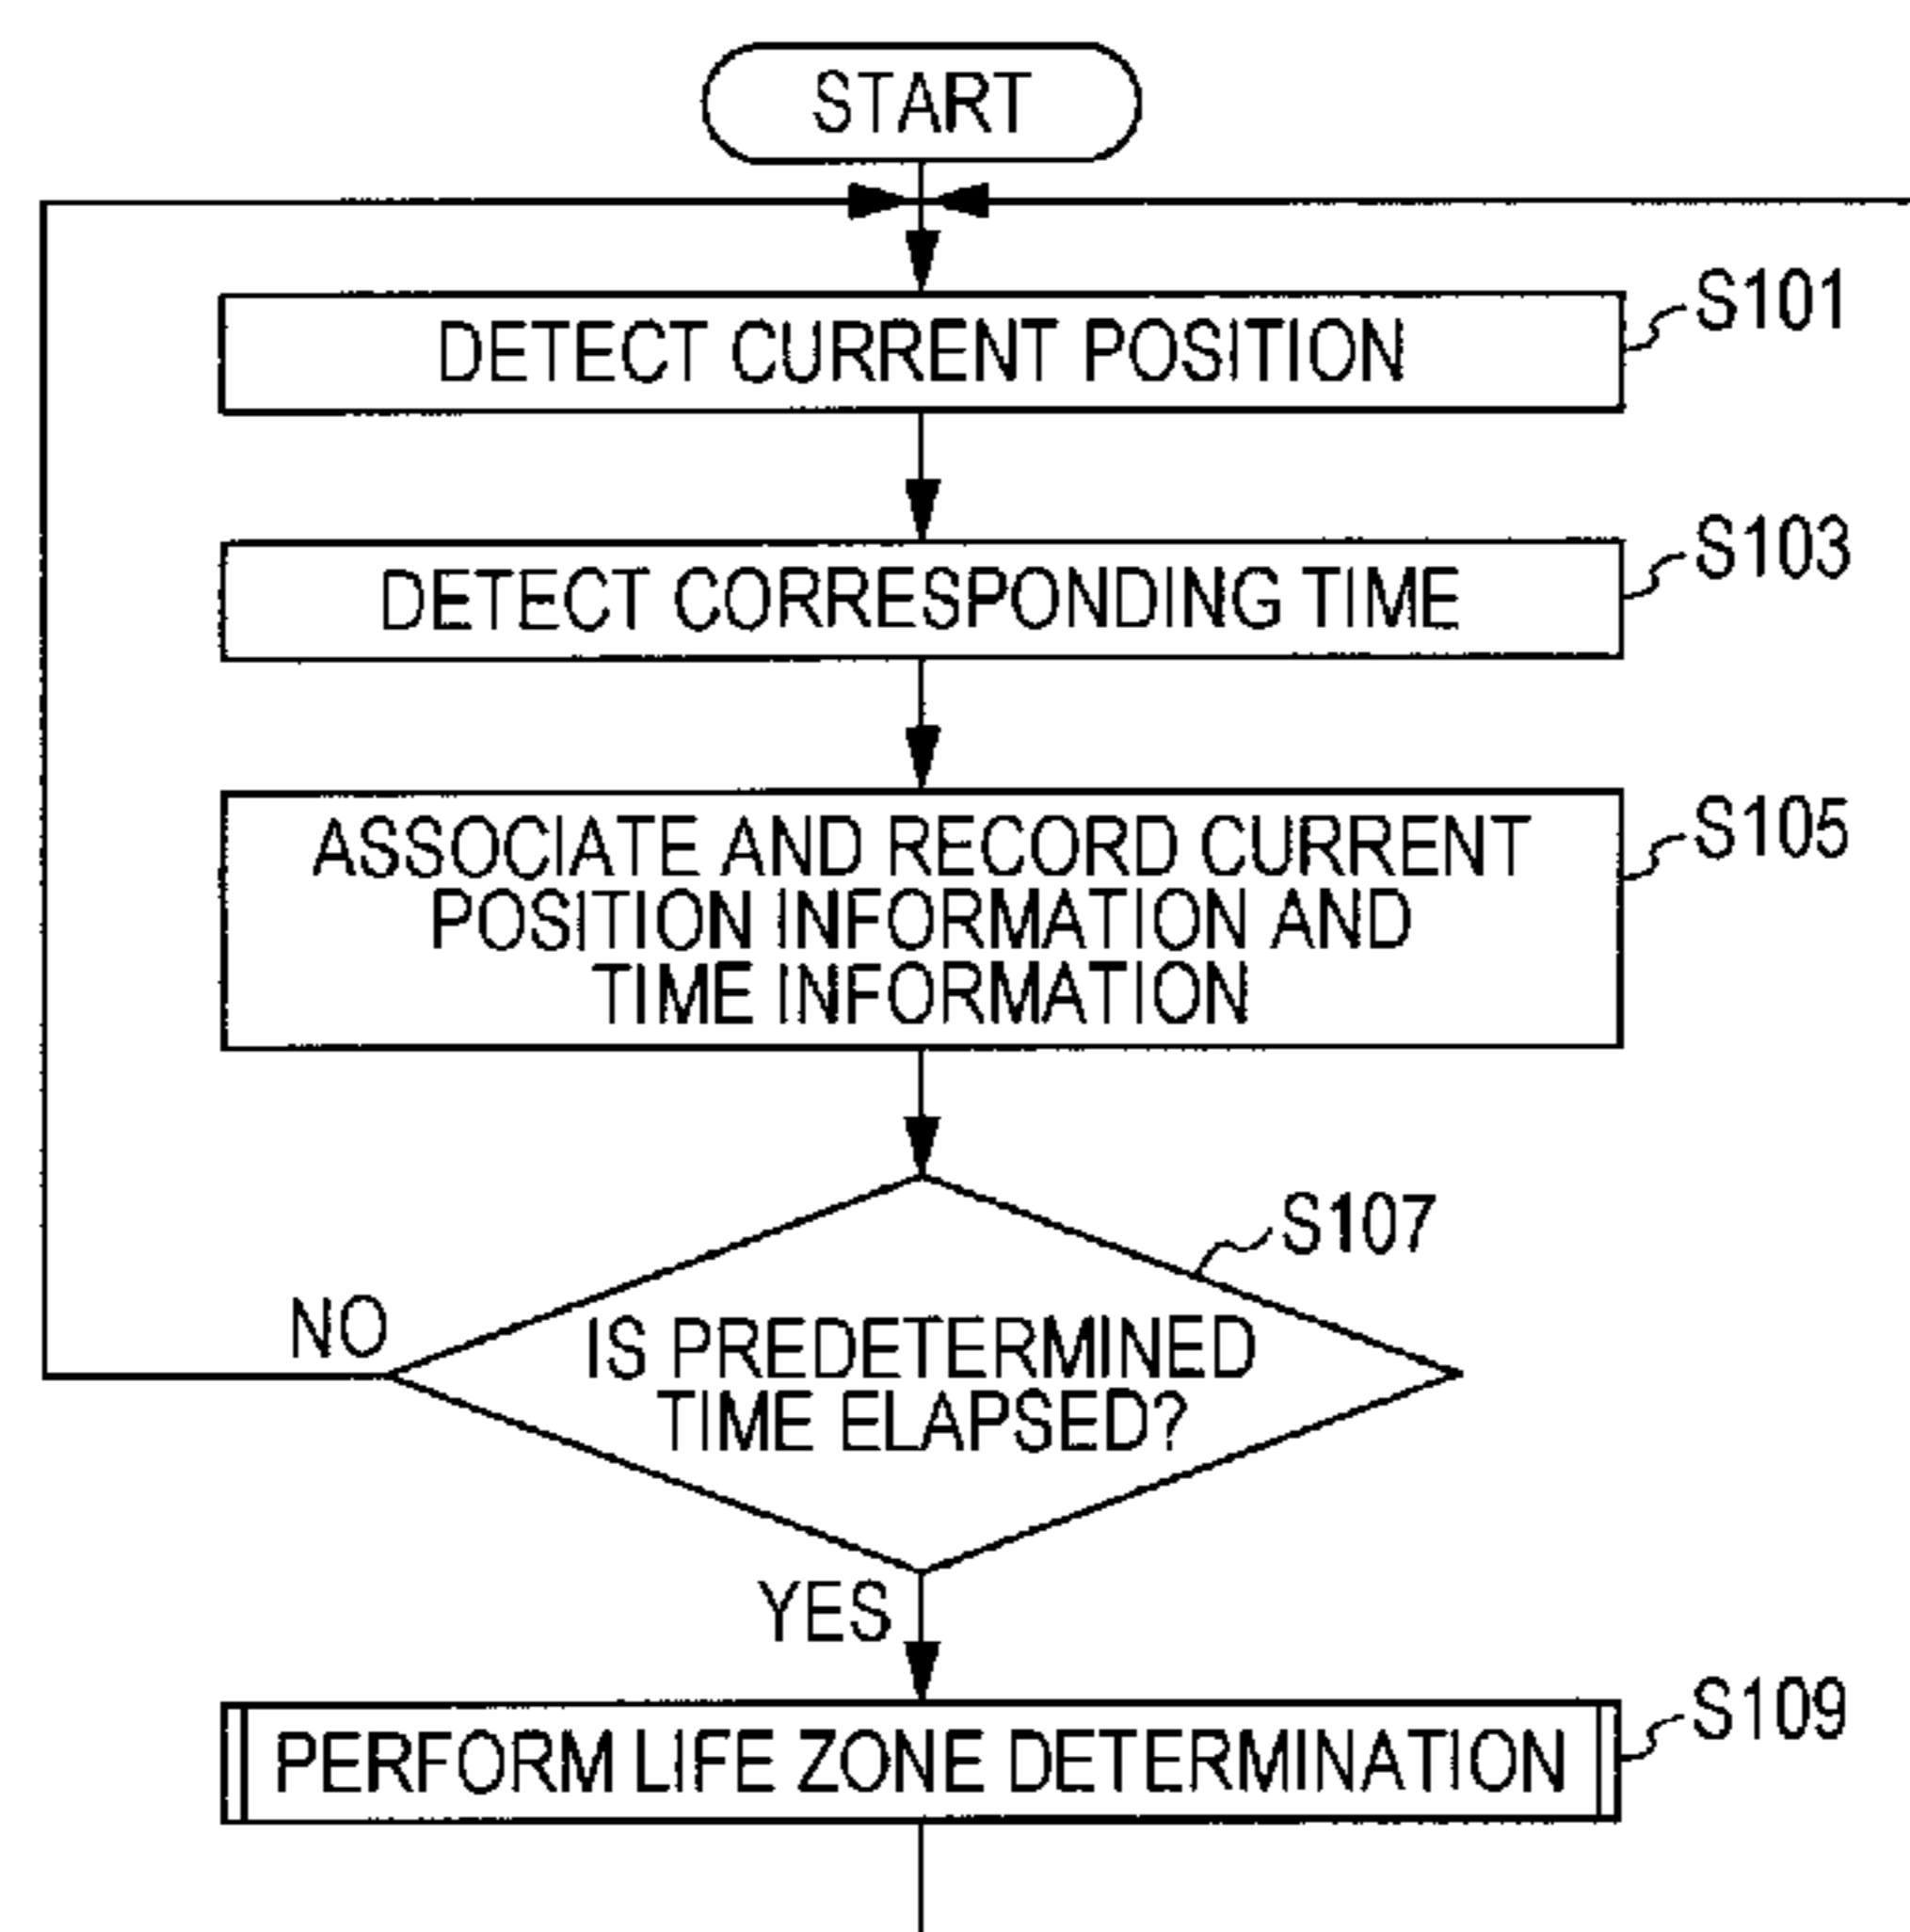 START
S101
DETECT CURRENT POSITION
S103
DETECT CORRESPONDING TIME
S105
ASSOCIATE AND RECORD CURRENT
POSITION INFORMATION AND
TIME INFORMATION
S107
NO
IS PREDETERMINED
TIME ELAPSED?
YES
S109
PERFORM LIFE ZONE DETERMINATION